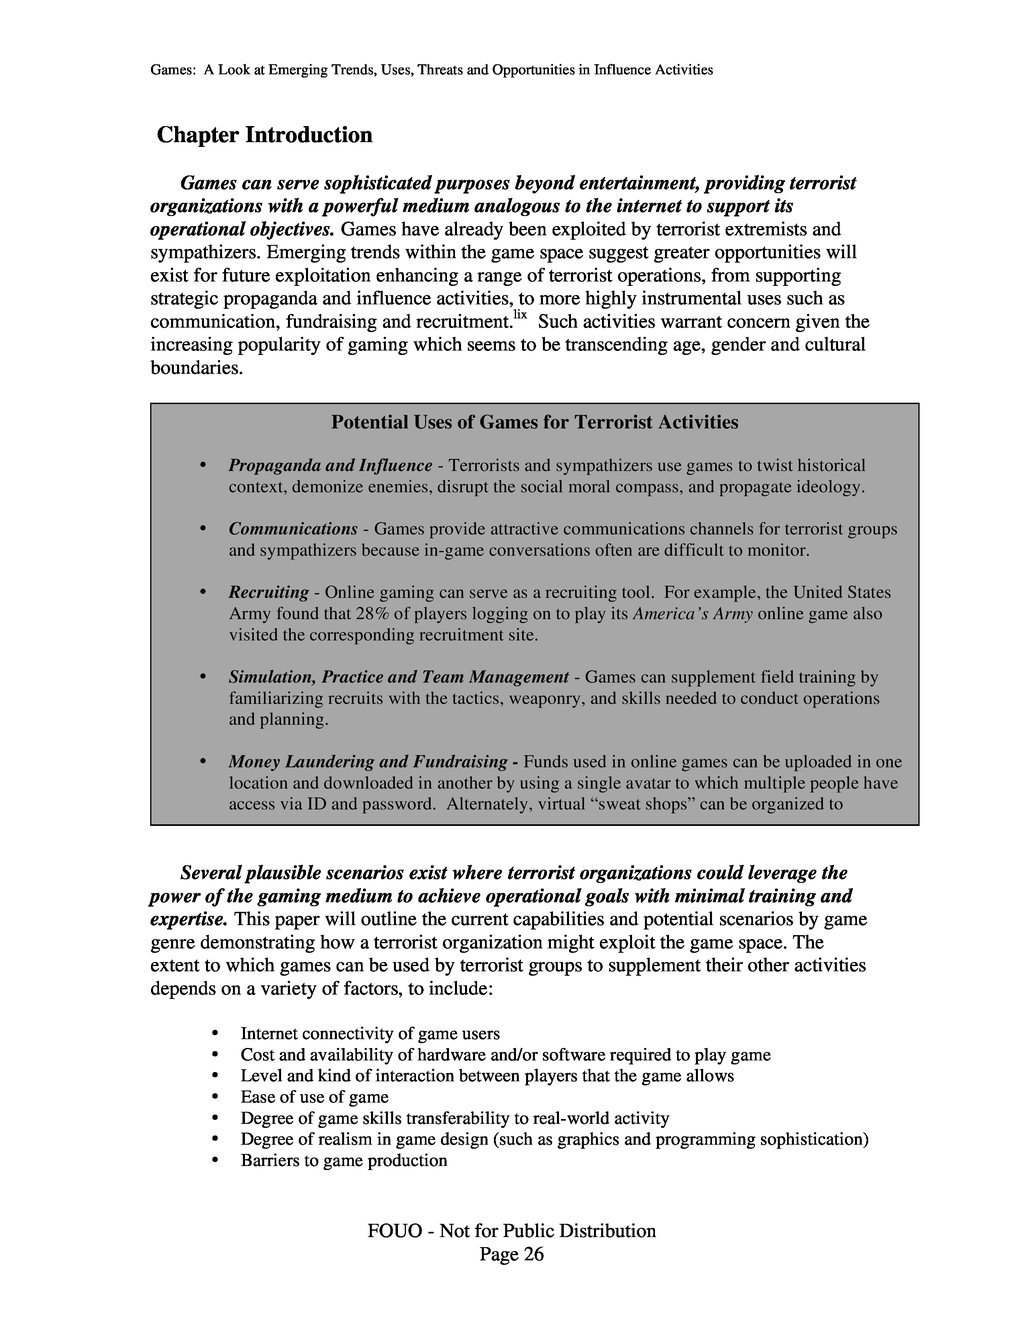 Games:  A Look at Emerging Trends, Uses, Threats and Opportunities in Influence Activities
Chapter Introduction
Games can serve sophisticated purposes beyond entertainment, providing terrorist
organizations with a powerful medium analogous to the internet to support its
operational objectives. Games have already been exploited by terrorist extremists and
sympathizers. Emerging trends within the game space suggest greater opportunities will
exist for future exploitation enhancing a range of terrorist operations, from supporting
strategic propaganda and influence activities, to more highly instrumental uses such as
communication, fundraising and recruitment.lix  Such activities warrant concern given the
increasing popularity of gaming which seems to be transcending age, gender and cultural
boundaries.
Potential Uses of Games for Terrorist Activities
• Propaganda and Influence - Terrorists and sympathizers use games to twist historical
context, demonize enemies, disrupt the social moral compass, and propagate ideology.
• Communications - Games provide attractive communications channels for terrorist groups
and sympathizers because in-game conversations often are difficult to monitor.
• Recruiting - Online gaming can serve as a recruiting tool.  For example, the United States
Army found that 28% of players logging on to play its America's Army online game also
visited the corresponding recruitment site.
• Simulation, Practice and Team Management - Games can supplement field training by
familiarizing recruits with the tactics, weaponry, and skills needed to conduct operations
and planning.
• Money Laundering and Fundraising - Funds used in online games can be uploaded in one
location and downloaded in another by using a single avatar to which multiple people have
access via ID and password.  Alternately, virtual “sweat shops” can be organized to
Several plausible scenarios exist where terrorist organizations could leverage the
power of the gaming medium to achieve operational goals with minimal training and
expertise. This paper will outline the current capabilities and potential scenarios by game
genre demonstrating how a terrorist organization might exploit the game space. The
extent to which games can be used by terrorist groups to supplement their other activities
depends on a variety of factors, to include:
• Internet connectivity of game users
• Cost and availability of hardware and/or software required to play game
• Level and kind of interaction between players that the game allows
• Ease of use of game
• Degree of game skills transferability to real-world activity
• Degree of realism in game design (such as graphics and programming sophistication)
• Barriers to game production
FOUO - Not for Public Distribution
Page 26